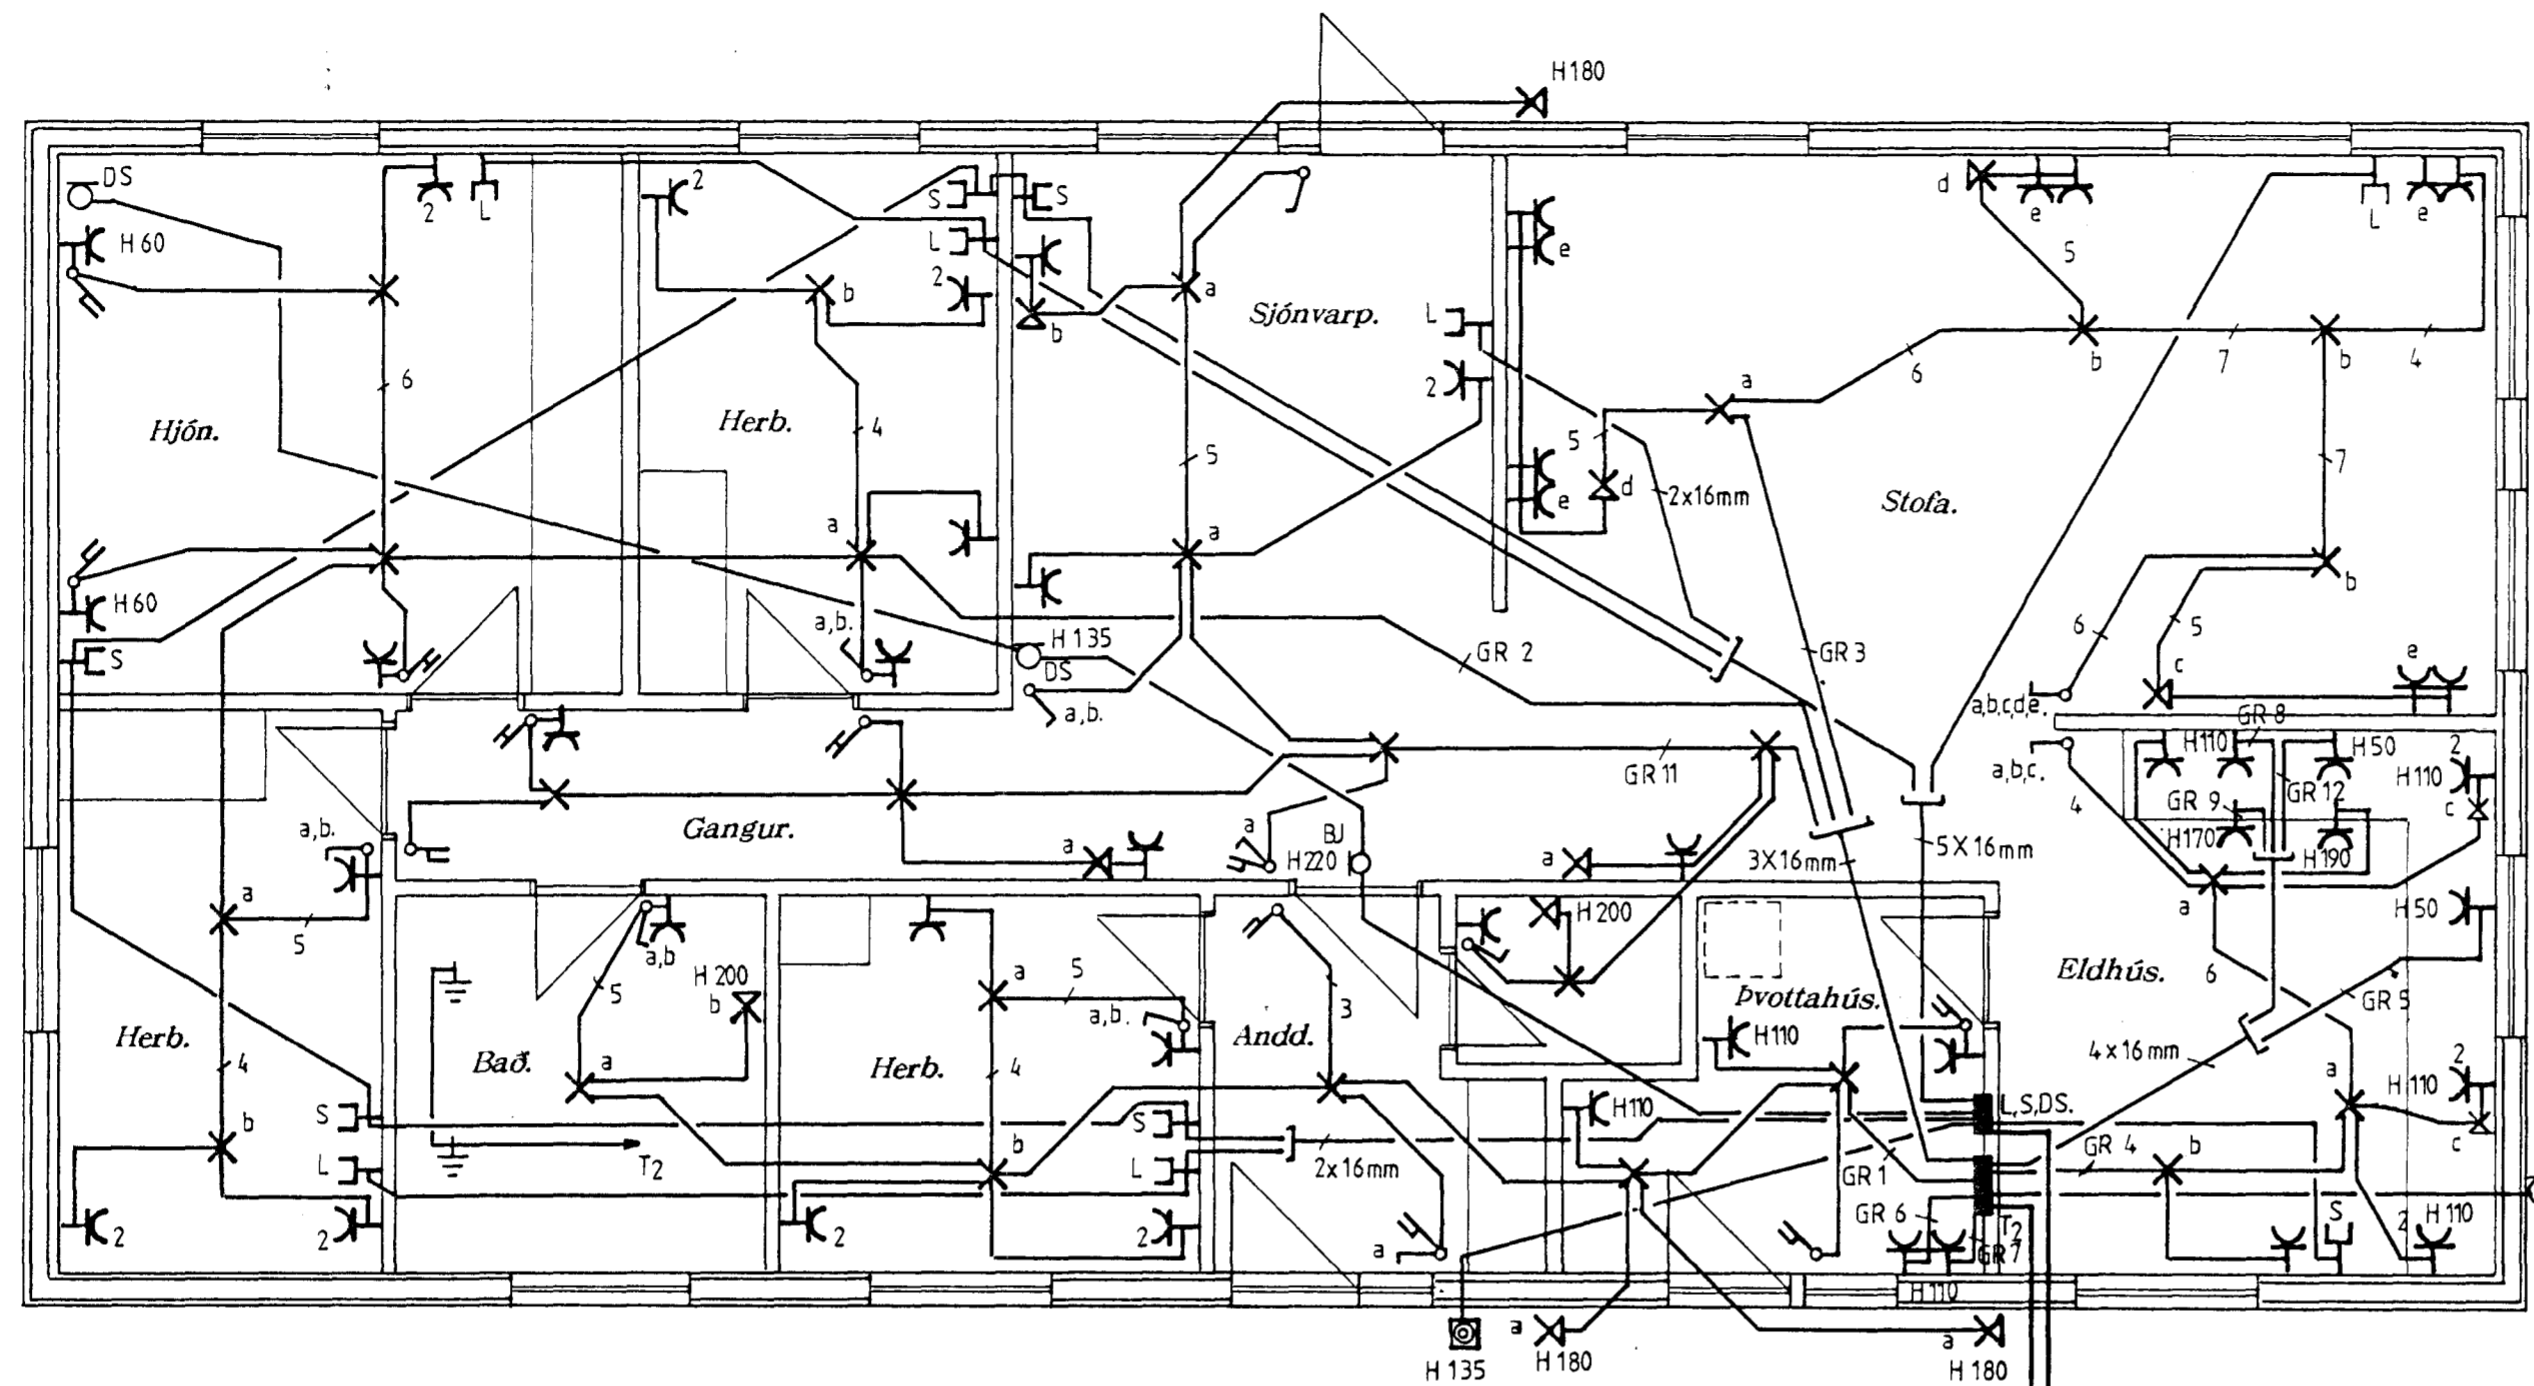 H180
DS
2
L
2
S
S
d
e
L
e
H 60
L
e
5
2
b
a
b
Sjónvarp.
L
b
7
b
4
6
2
a
6
Hjón.
Herb.
4
5
5
d
2x16mm
7
e
Stofa.
a
a
b
H 60
a,b.
H 135
6
5
S
DS
GR 2
GR 3
c
e
a,b.
a,b,c,d,e.
GR 8
H110
H 50
2
a,b,c.
GR 11
H110
4
GR 9
GR 12
c
a,b.
Gangur.
a
a
BJ
H170
H220
a
3X16mm
5X16mm
H190
a
a
H 50
5
a,b
H 200
H 200
5
a
5
b
3
Þvottahús.
Eldhús.
6
GR 5
Herb.
a,b.
Andd.
H110
4
Bað.
a
Herb.
4
4x16mm
a
2
H110
S
S
H110
L,S,DS.
c
b
b
GR 4
b
L
T2
L
2x16mm
GR 1
2
2
2
2
GR 6
T2
S
2
H 110
a
GR 7
H110
a
a
H 135
H 180
H 180